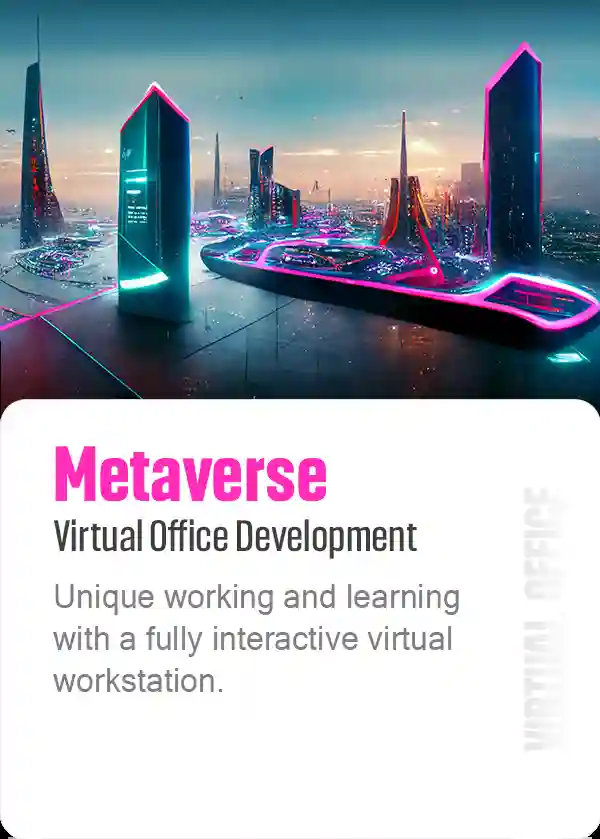 Metaverse
Virtual Office Development
Unique working and learning
with a fully interactive virtual
workstation.
VIRTUAL OFFICE